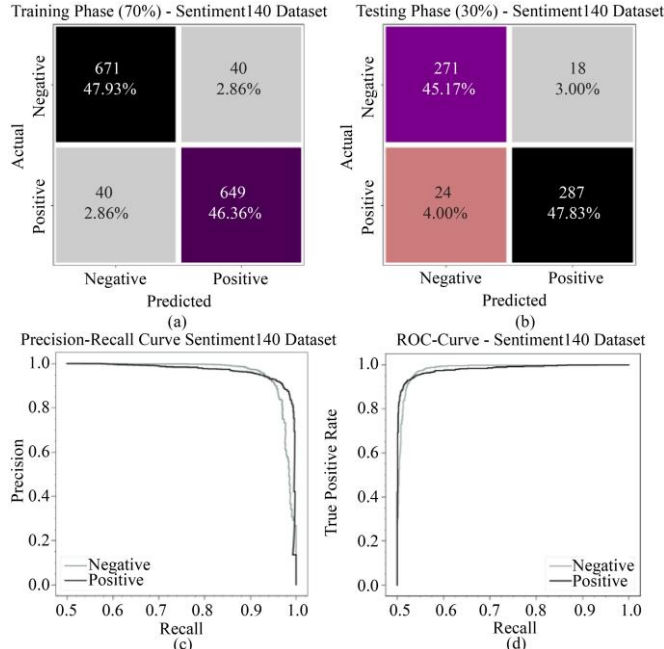 Training Phase (70%) - Sentiment140 Dataset
Actual
Negative
Positive
671
47.93%
40
2.86%
40
2.86%
649
46.36%
Negative
Positive
Predicted
(a)
Testing Phase (30%) - Sentiment140 Dataset
Actual
Negative
Positive
271
45.17%
18
3.00%
24
4.00%
287
47.83%
Negative
Positive
Predicted
(b)
Precision-Recall Curve Sentiment140 Dataset
Precision
1.0
0.8
0.6
0.4
0.2
0.0
Negative
Positive
0.5 0.6 0.7 0.8 0.9 1.0
Recall
(c)
ROC-Curve - Sentiment140 Dataset
True Positive Rate
1.0
0.8
0.6
0.4
0.2
0.0
Negative
Positive
0.5 0.6 0.7 0.8 0.9 1.0
Recall
(d)